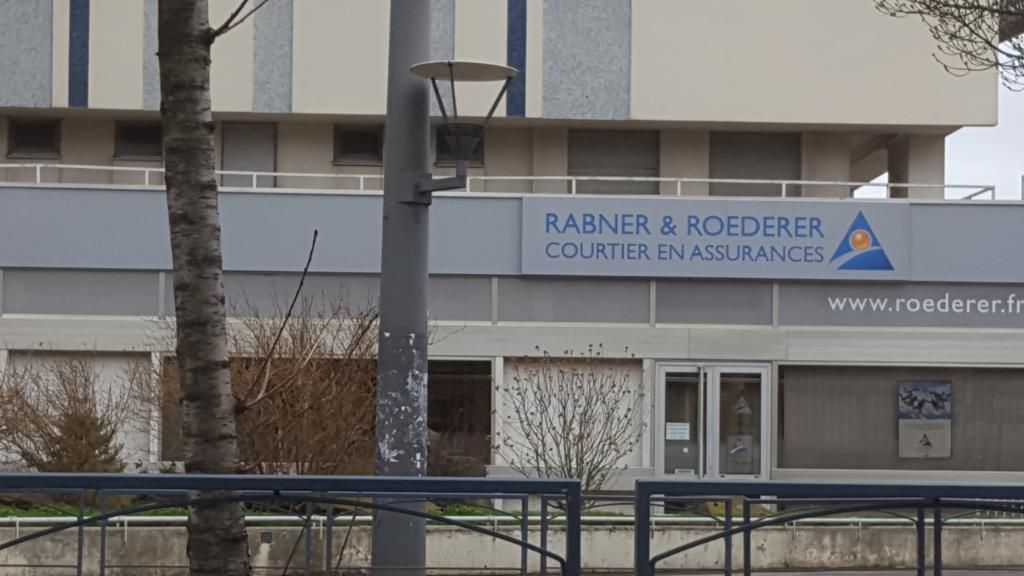 RABNER & ROEDERER
COURTIER EN ASSURANCES
www.roederer.fr